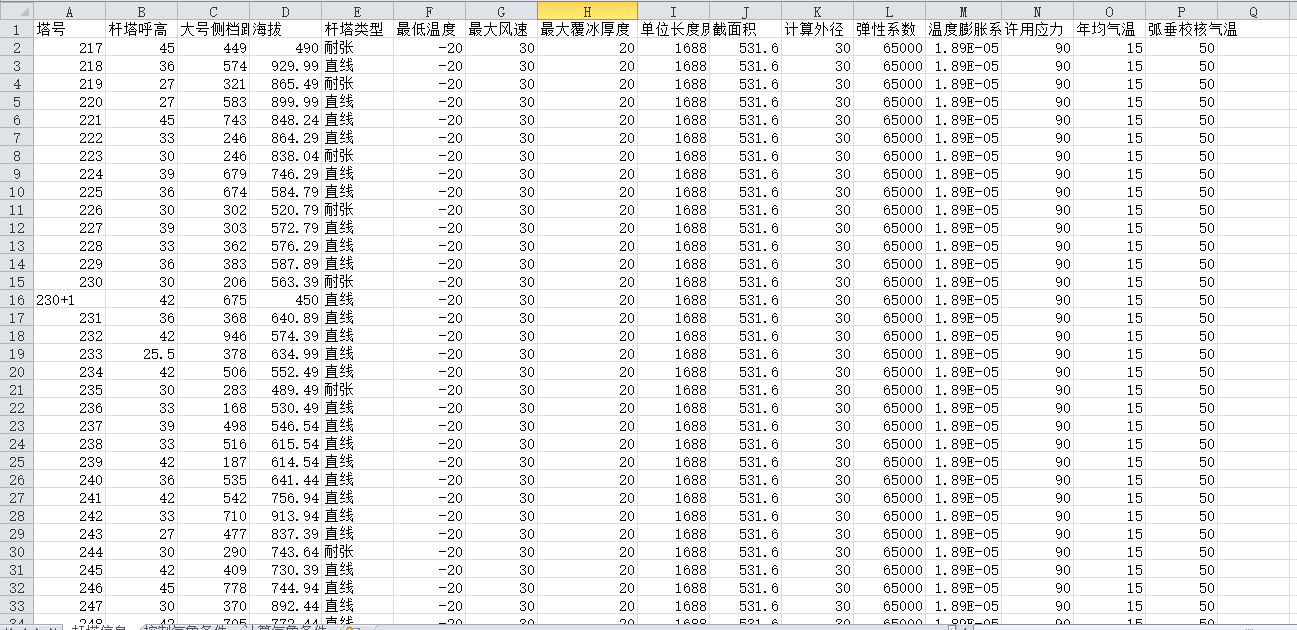 A B C D E F G H I J K L M N O P Q
1 塔号 杆塔呼高 大号侧档距 海拔 杆塔类型 最低温度 最大风速 最大覆冰厚度 单位长度质 截面积 计算外径 弹性系数 温度膨胀系 许用应力 年均气温 弧垂校核气温
2 217 45 449 490 耐张 -20 30 20 1688 531.6 30 65000 1.89E-05 90 15 50
3 218 36 574 929.99 直线 -20 30 20 1688 531.6 30 65000 1.89E-05 90 15 50
4 219 27 321 865.49 耐张 -20 30 20 1688 531.6 30 65000 1.89E-05 90 15 50
5 220 27 583 899.99 直线 -20 30 20 1688 531.6 30 65000 1.89E-05 90 15 50
6 221 45 743 848.24 直线 -20 30 20 1688 531.6 30 65000 1.89E-05 90 15 50
7 222 33 246 864.29 直线 -20 30 20 1688 531.6 30 65000 1.89E-05 90 15 50
8 223 30 246 838.04 耐张 -20 30 20 1688 531.6 30 65000 1.89E-05 90 15 50
9 224 39 679 746.29 直线 -20 30 20 1688 531.6 30 65000 1.89E-05 90 15 50
10 225 36 674 584.79 直线 -20 30 20 1688 531.6 30 65000 1.89E-05 90 15 50
11 226 30 302 520.79 耐张 -20 30 20 1688 531.6 30 65000 1.89E-05 90 15 50
12 227 39 303 572.79 直线 -20 30 20 1688 531.6 30 65000 1.89E-05 90 15 50
13 228 33 362 576.29 直线 -20 30 20 1688 531.6 30 65000 1.89E-05 90 15 50
14 229 36 383 587.89 直线 -20 30 20 1688 531.6 30 65000 1.89E-05 90 15 50
15 230 30 206 563.39 耐张 -20 30 20 1688 531.6 30 65000 1.89E-05 90 15 50
16 230+1 42 675 450 直线 -20 30 20 1688 531.6 30 65000 1.89E-05 90 15 50
17 231 36 368 640.89 直线 -20 30 20 1688 531.6 30 65000 1.89E-05 90 15 50
18 232 42 946 574.39 直线 -20 30 20 1688 531.6 30 65000 1.89E-05 90 15 50
19 233 25.5 378 634.99 直线 -20 30 20 1688 531.6 30 65000 1.89E-05 90 15 50
20 234 42 506 552.49 直线 -20 30 20 1688 531.6 30 65000 1.89E-05 90 15 50
21 235 30 283 489.49 耐张 -20 30 20 1688 531.6 30 65000 1.89E-05 90 15 50
22 236 33 168 530.49 直线 -20 30 20 1688 531.6 30 65000 1.89E-05 90 15 50
23 237 39 498 546.54 直线 -20 30 20 1688 531.6 30 65000 1.89E-05 90 15 50
24 238 33 516 615.54 直线 -20 30 20 1688 531.6 30 65000 1.89E-05 90 15 50
25 239 42 187 614.54 直线 -20 30 20 1688 531.6 30 65000 1.89E-05 90 15 50
26 240 36 535 641.44 直线 -20 30 20 1688 531.6 30 65000 1.89E-05 90 15 50
27 241 42 542 756.94 直线 -20 30 20 1688 531.6 30 65000 1.89E-05 90 15 50
28 242 33 710 913.94 直线 -20 30 20 1688 531.6 30 65000 1.89E-05 90 15 50
29 243 27 477 837.39 直线 -20 30 20 1688 531.6 30 65000 1.89E-05 90 15 50
30 244 30 290 743.64 耐张 -20 30 20 1688 531.6 30 65000 1.89E-05 90 15 50
31 245 42 409 730.39 直线 -20 30 20 1688 531.6 30 65000 1.89E-05 90 15 50
32 246 45 778 744.94 直线 -20 30 20 1688 531.6 30 65000 1.89E-05 90 15 50
33 247 30 370 892.44 直线 -20 30 20 1688 531.6 30 65000 1.89E-05 90 15 50